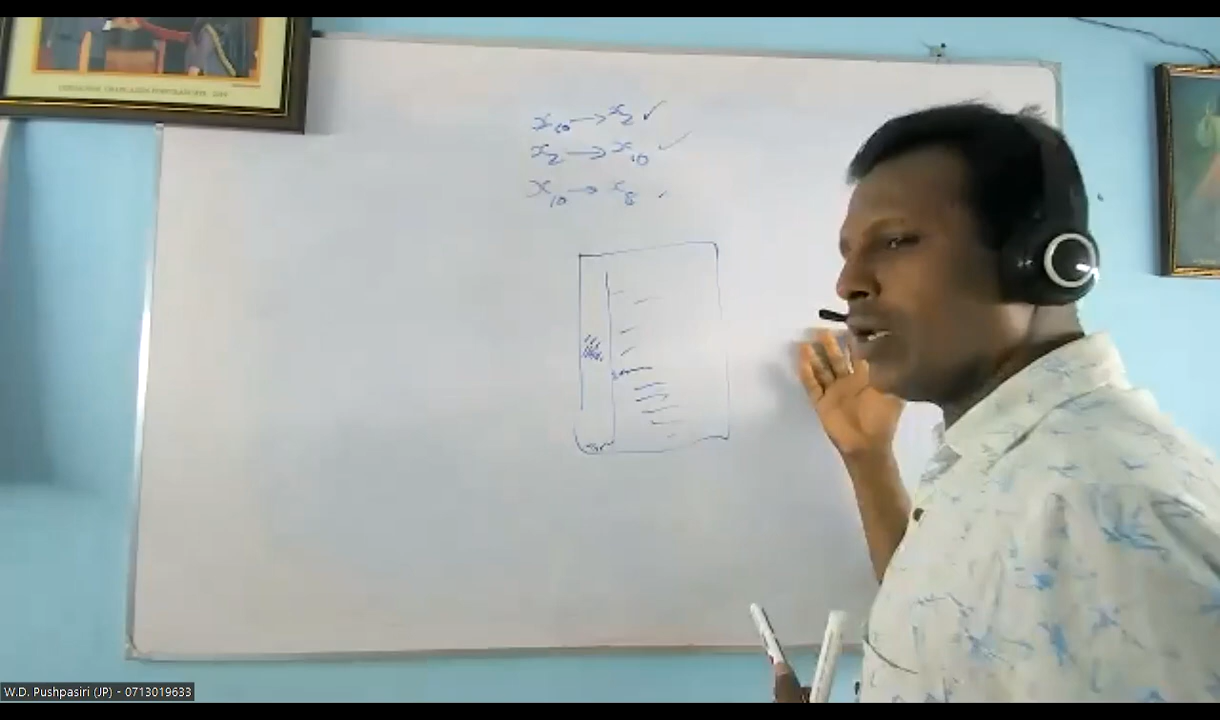 x₁₀ → x₂ ✓
x₂ → x₁₀ ✓
x₁₀ → x₈ ✓
W.D. Pushpasiri (JP) - 0713019633